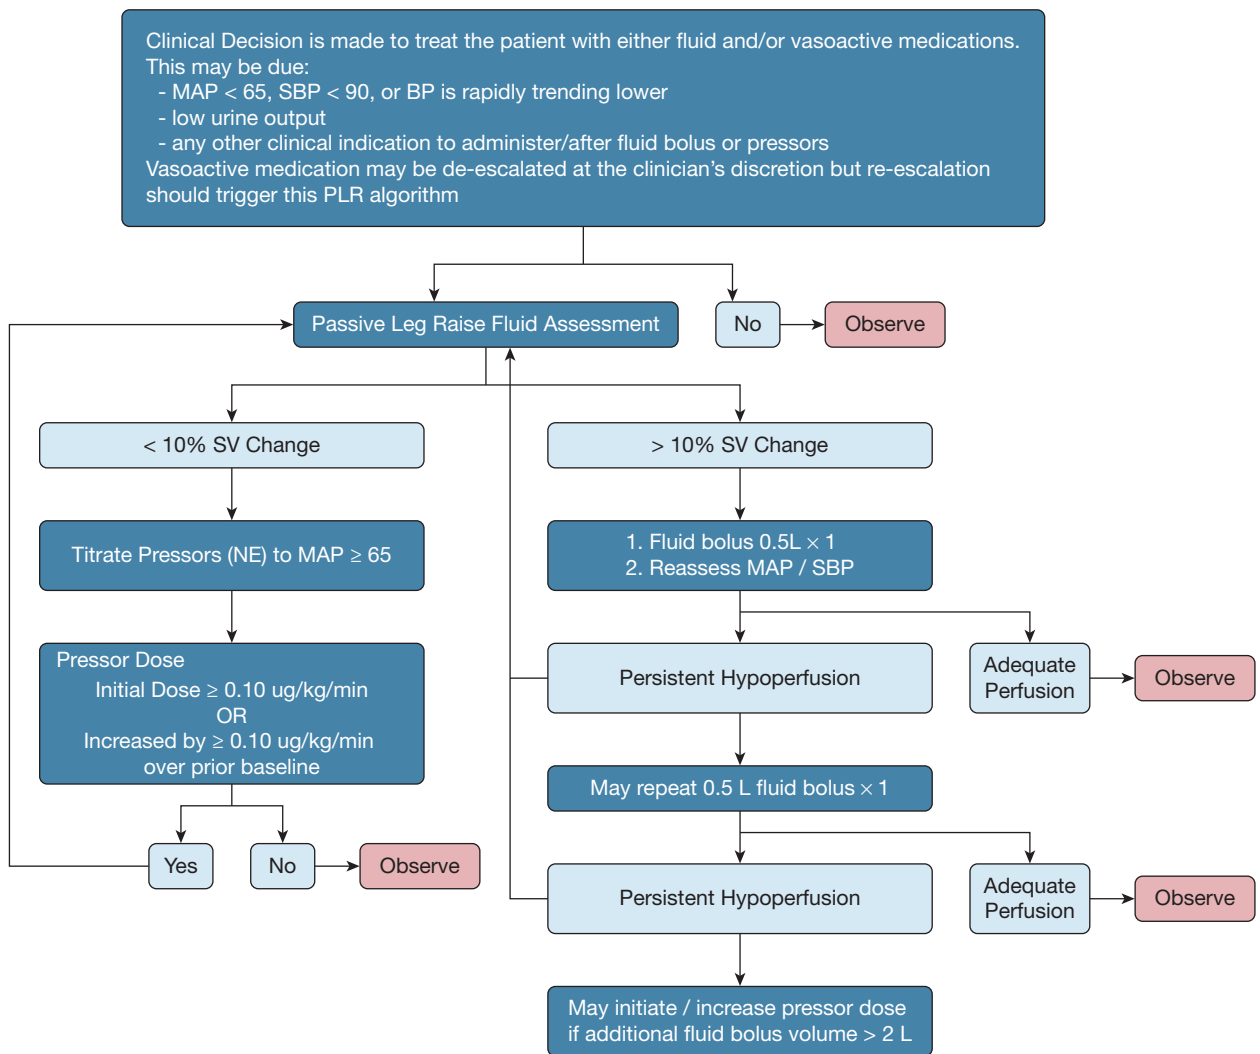 Clinical Decision is made to treat the patient with either fluid and/or vasoactive medications.
This may be due:
- MAP < 65, SBP < 90, or BP is rapidly trending lower
- low urine output
- any other clinical indication to administer/after fluid bolus or pressors
Vasoactive medication may be de-escalated at the clinician’s discretion but re-escalation
should trigger this PLR algorithm
Passive Leg Raise Fluid Assessment
No
Observe
< 10% SV Change
> 10% SV Change
Titrate Pressors (NE) to MAP ≥ 65
1. Fluid bolus 0.5L × 1
2. Reassess MAP / SBP
Pressor Dose
Initial Dose ≥ 0.10 ug/kg/min
OR
Increased by ≥ 0.10 ug/kg/min
over prior baseline
Persistent Hypoperfusion
Adequate
Perfusion
Observe
May repeat 0.5 L fluid bolus × 1
Yes
No
Observe
Persistent Hypoperfusion
Adequate
Perfusion
Observe
May initiate / increase pressor dose
if additional fluid bolus volume > 2 L